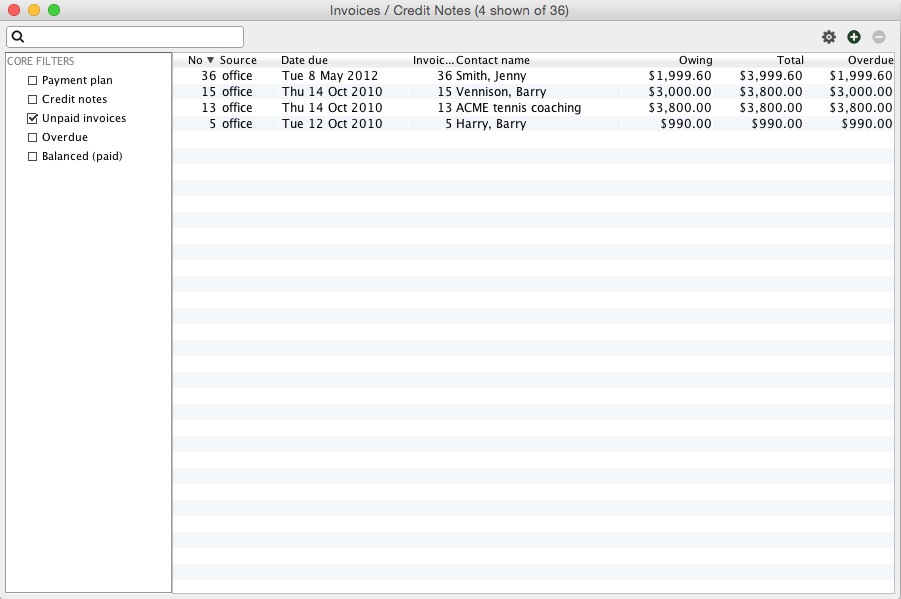 Invoices / Credit Notes (4 shown of 36)
CORE FILTERS
Payment plan
Credit notes
Unpaid invoices
Overdue
Balanced (paid)
No ▼ Source Date due Invoic... Contact name Owing Total Overdue
36 office Tue 8 May 2012 36 Smith, Jenny $1,999.60 $3,999.60 $1,999.60
15 office Thu 14 Oct 2010 15 Vennison, Barry $3,000.00 $3,800.00 $3,000.00
13 office Thu 14 Oct 2010 13 ACME tennis coaching $3,800.00 $3,800.00 $3,800.00
5 office Tue 12 Oct 2010 5 Harry, Barry $990.00 $990.00 $990.00